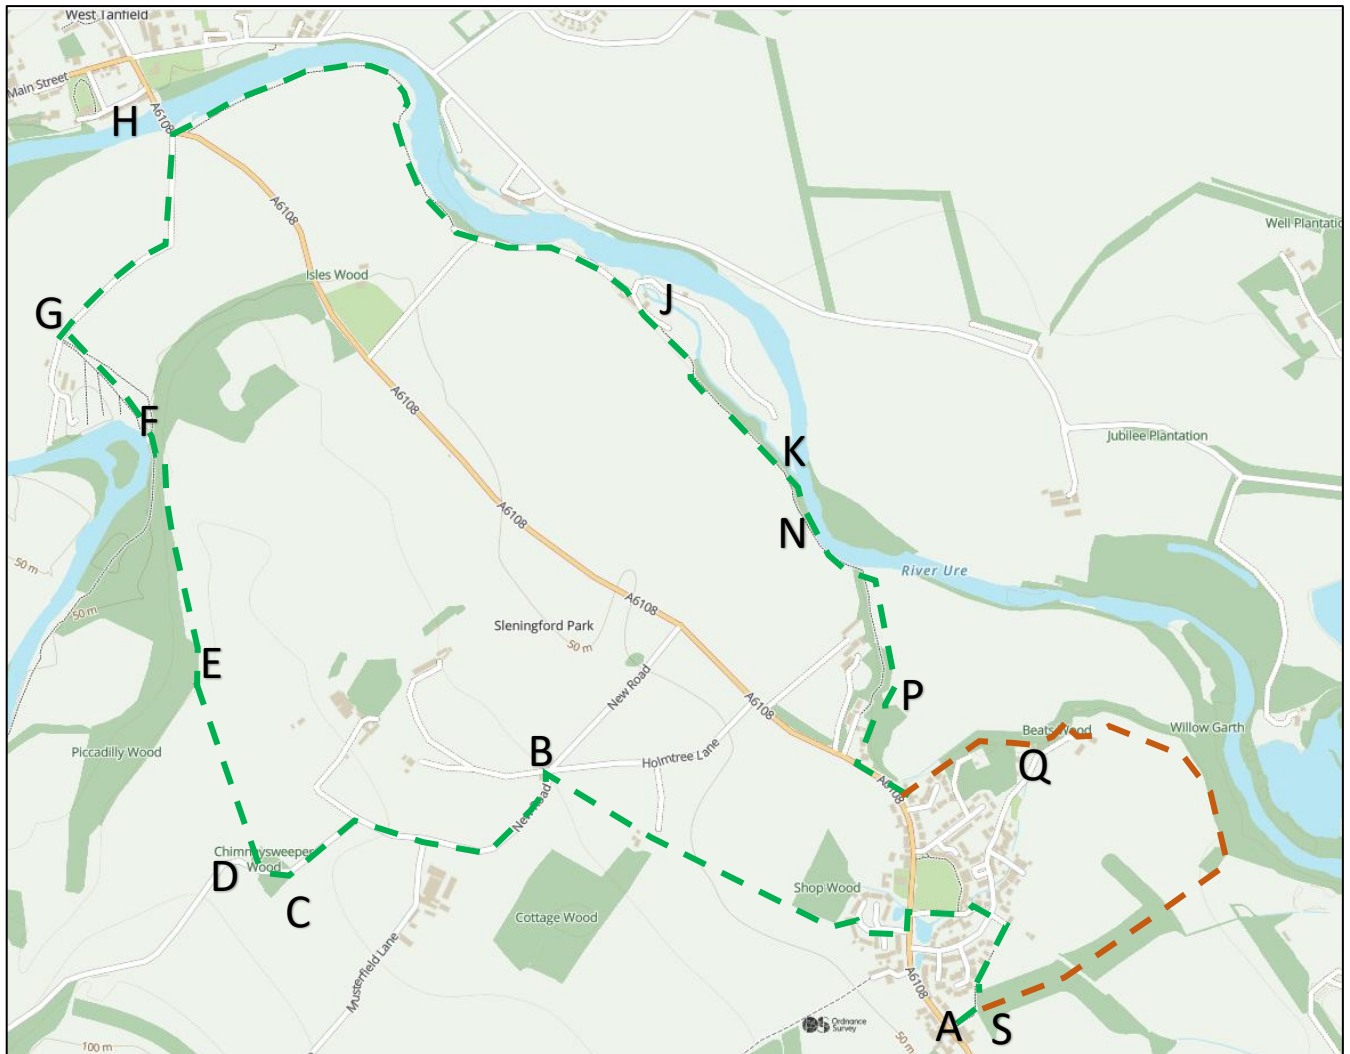 West Tanfield
Main Street
H
A6108
A6108
Well Plantatio
Isles Wood
G
J
A6108
F
Jubilee Plantation
K
A6108
N
50 m
River Ure
50 m
A6108
Sleningford Park
50 m
E
New Road
P
A6108
Piccadilly Wood
B
Holmtree Lane
Beats Wood
Willow Garth
Q
A6108
New Road
Chimneysweepers
Wood
D
C
Shop Wood
Cottage Wood
Musterfield Lane
A6108
Ordnance
Survey
A
S
50 m
100 m